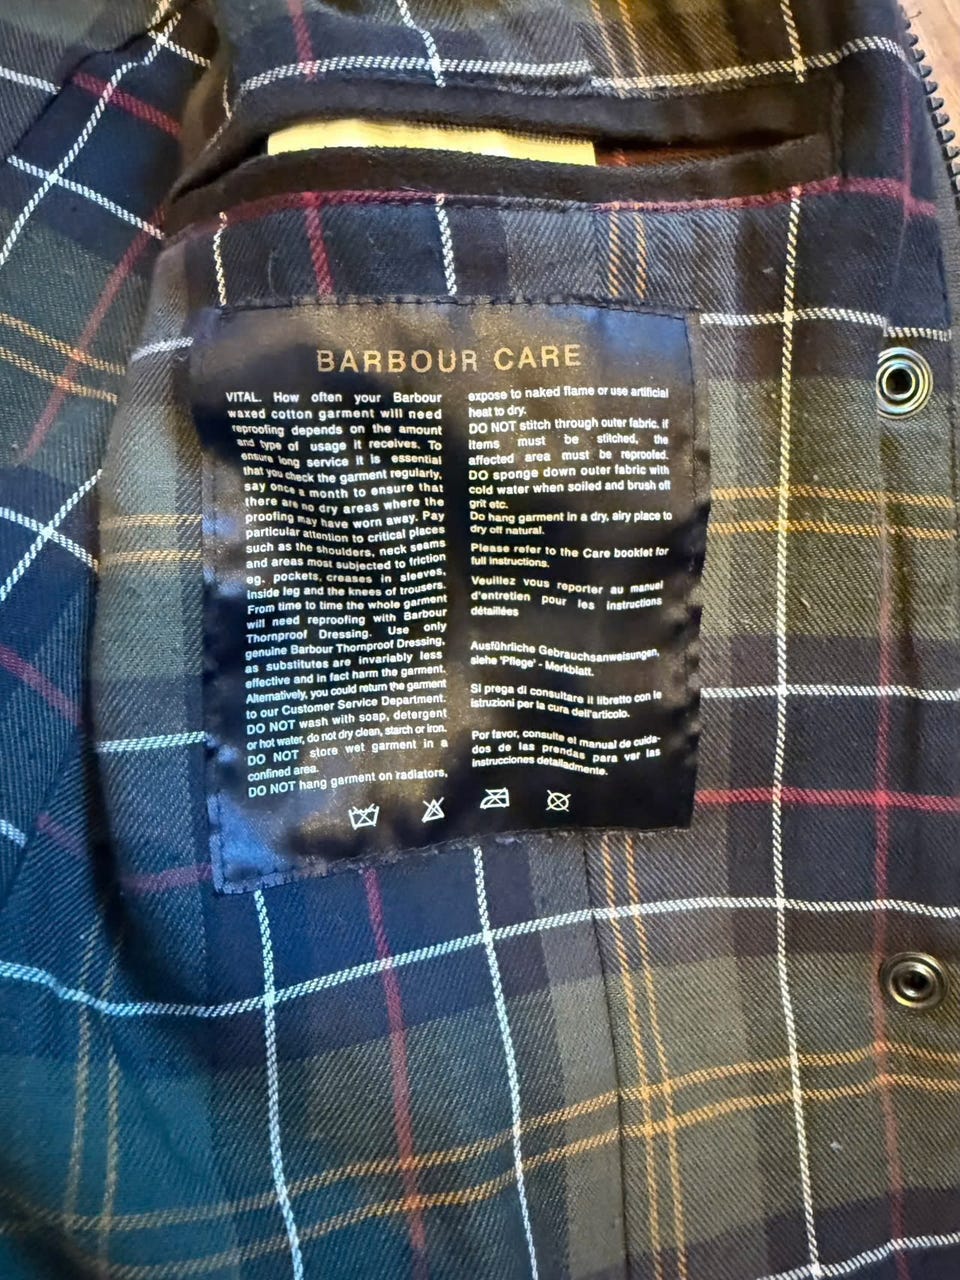 BARBOUR CARE
VITAL. How often your Barbour
waxed cotton garment will need
reproofing depends on the amount
and type of usage it receives. To
ensure long service it is essential
that you check the garment regularly,
say once a month to ensure that
there are no dry areas where the
proofing may have worn away. Pay
particular attention to critical places
such as the shoulders, neck seams
and areas most subjected to friction
eg. pockets, creases in sleeves,
inside leg and the knees of trousers.
From time to time the whole garment
will need reproofing with Barbour
Thornproof Dressing. Use only
genuine Barbour Thornproof Dressing,
as substitutes are invariably less
effective and in fact harm the garment.
Alternatively, you could return the garment
to our Customer Service Department.
DO NOT wash with soap, detergent
or hot water, do not dry clean, starch or iron.
DO NOT store wet garment in a
confined area.
DO NOT hang garment on radiators,
expose to naked flame or use artificial
heat to dry.
DO NOT stitch through outer fabric. if
items must be stitched, the
affected area must be reproofed.
DO sponge down outer fabric with
cold water when soiled and brush off
grit etc.
Do hang garment in a dry, airy place to
dry off natural.
Please refer to the Care booklet for
full instructions.
Veuillez vous reporter au manuel
d'entretien pour les instructions
détaillées
Ausführliche Gebrauchsanweisungen,
siehe 'Pflege' - Merkblatt.
Si prega di consultare il libretto con le
istruzioni per la cura dell'articolo.
Por favor, consulte el manual de cuida-
dos de las prendas para ver las
instrucciones detalladmente.